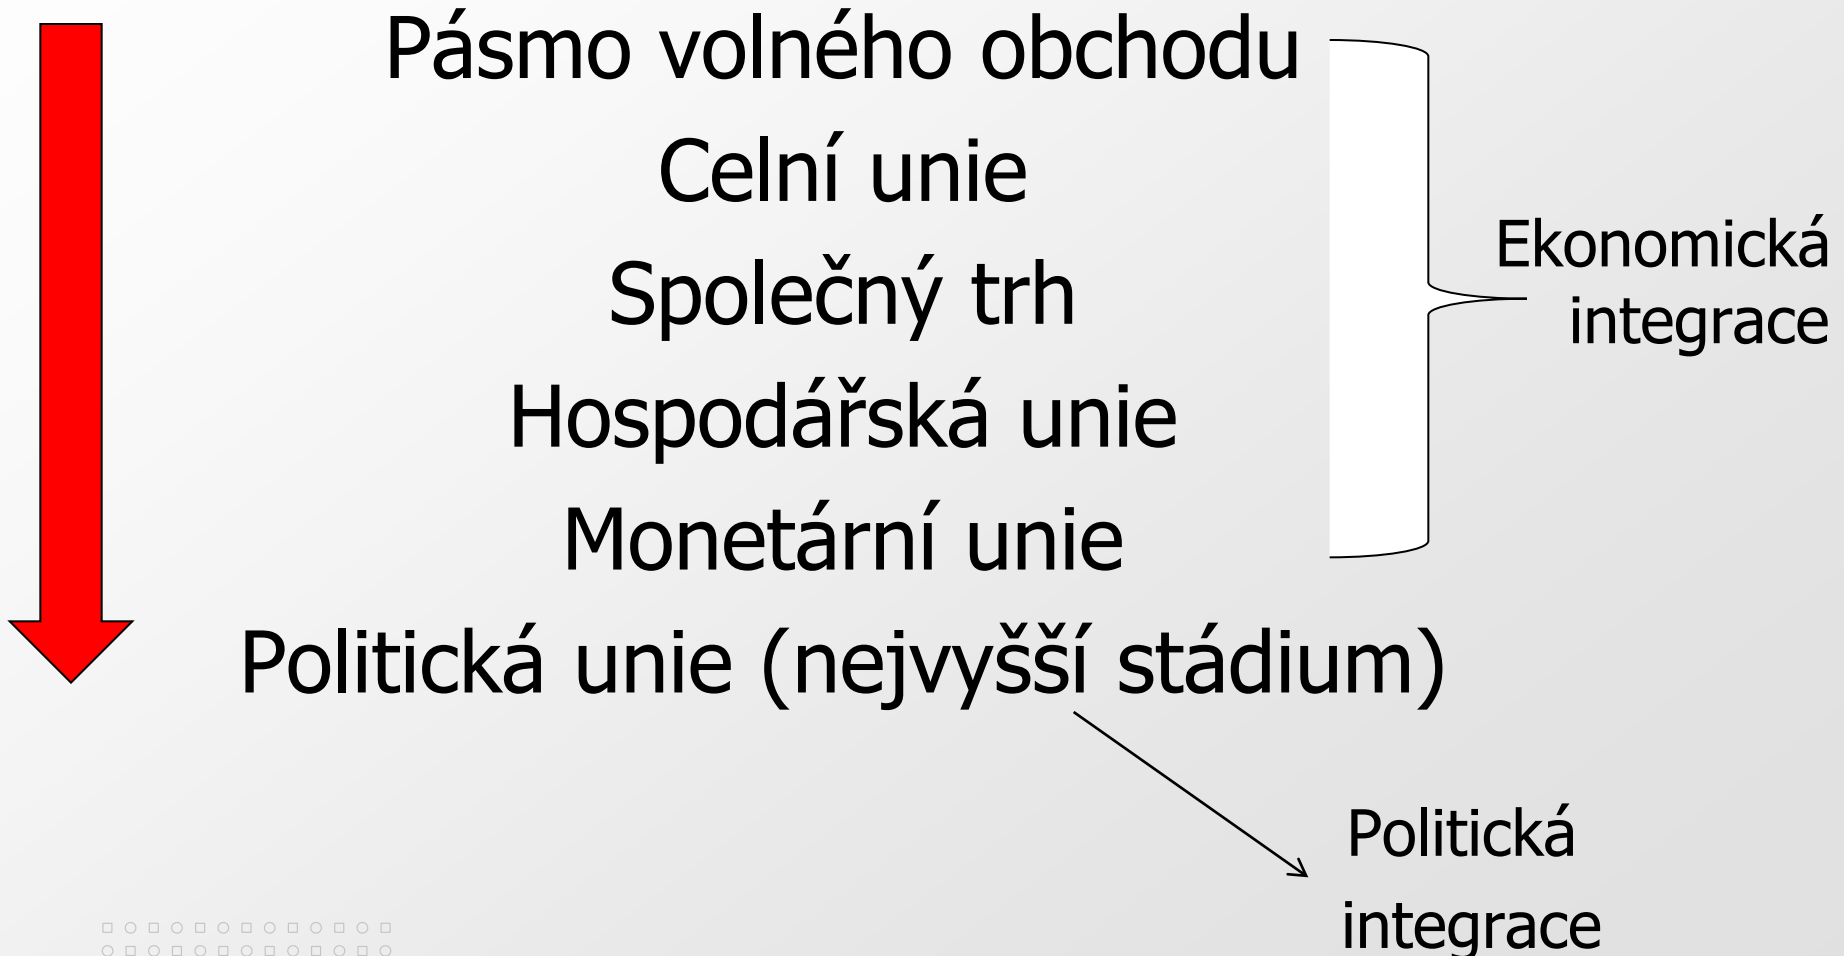 Pásmo volného obchodu
Celní unie
Společný trh
Hospodářská unie
Monetární unie
Politická unie (nejvyšší stádium)
Ekonomická
integrace
Politická
integrace